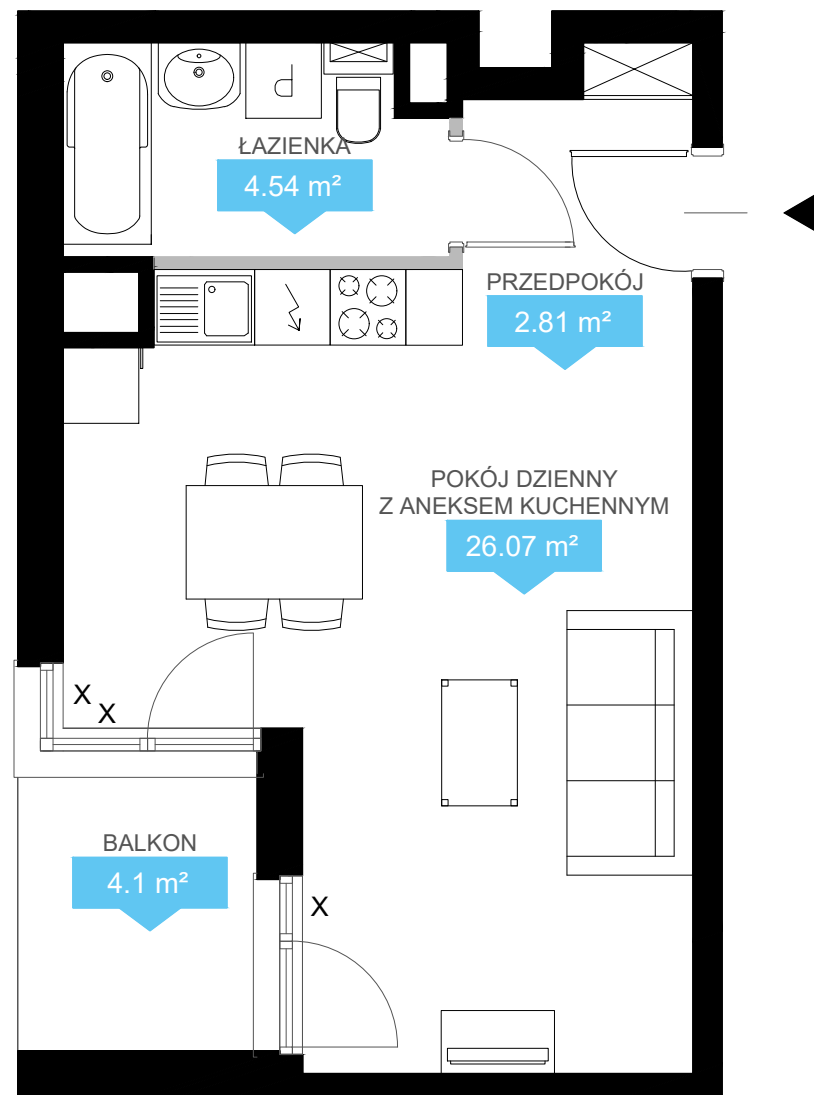 ŁAZIENKA
4.54 m²
PRZEDPOKÓJ
2.81 m²
POKÓJ DZIENNY
Z ANEKSEM KUCHENNYM
26.07 m²
X
X
BALKON
4.1 m²
X